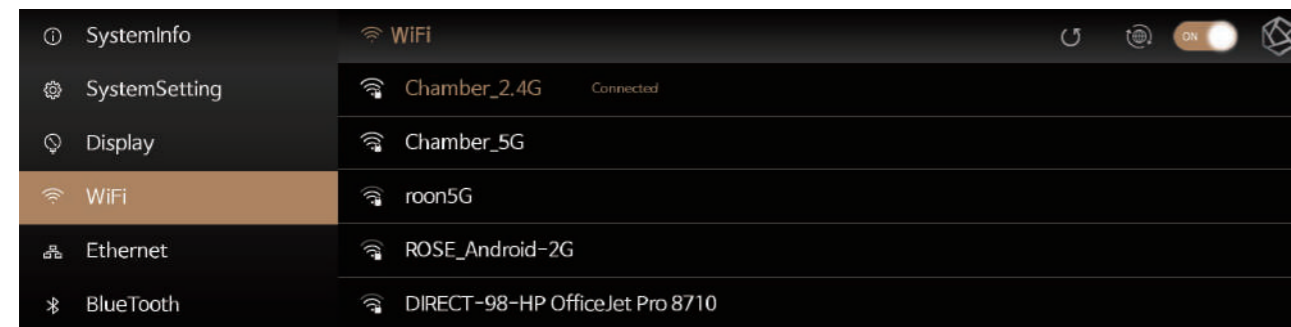 SystemInfo
SystemSetting
Display
WiFi
Ethernet
BlueTooth
WiFi
ON
Chamber_2.4G Connected
Chamber_5G
roon5G
ROSE_Android-2G
DIRECT-98-HP OfficeJet Pro 8710